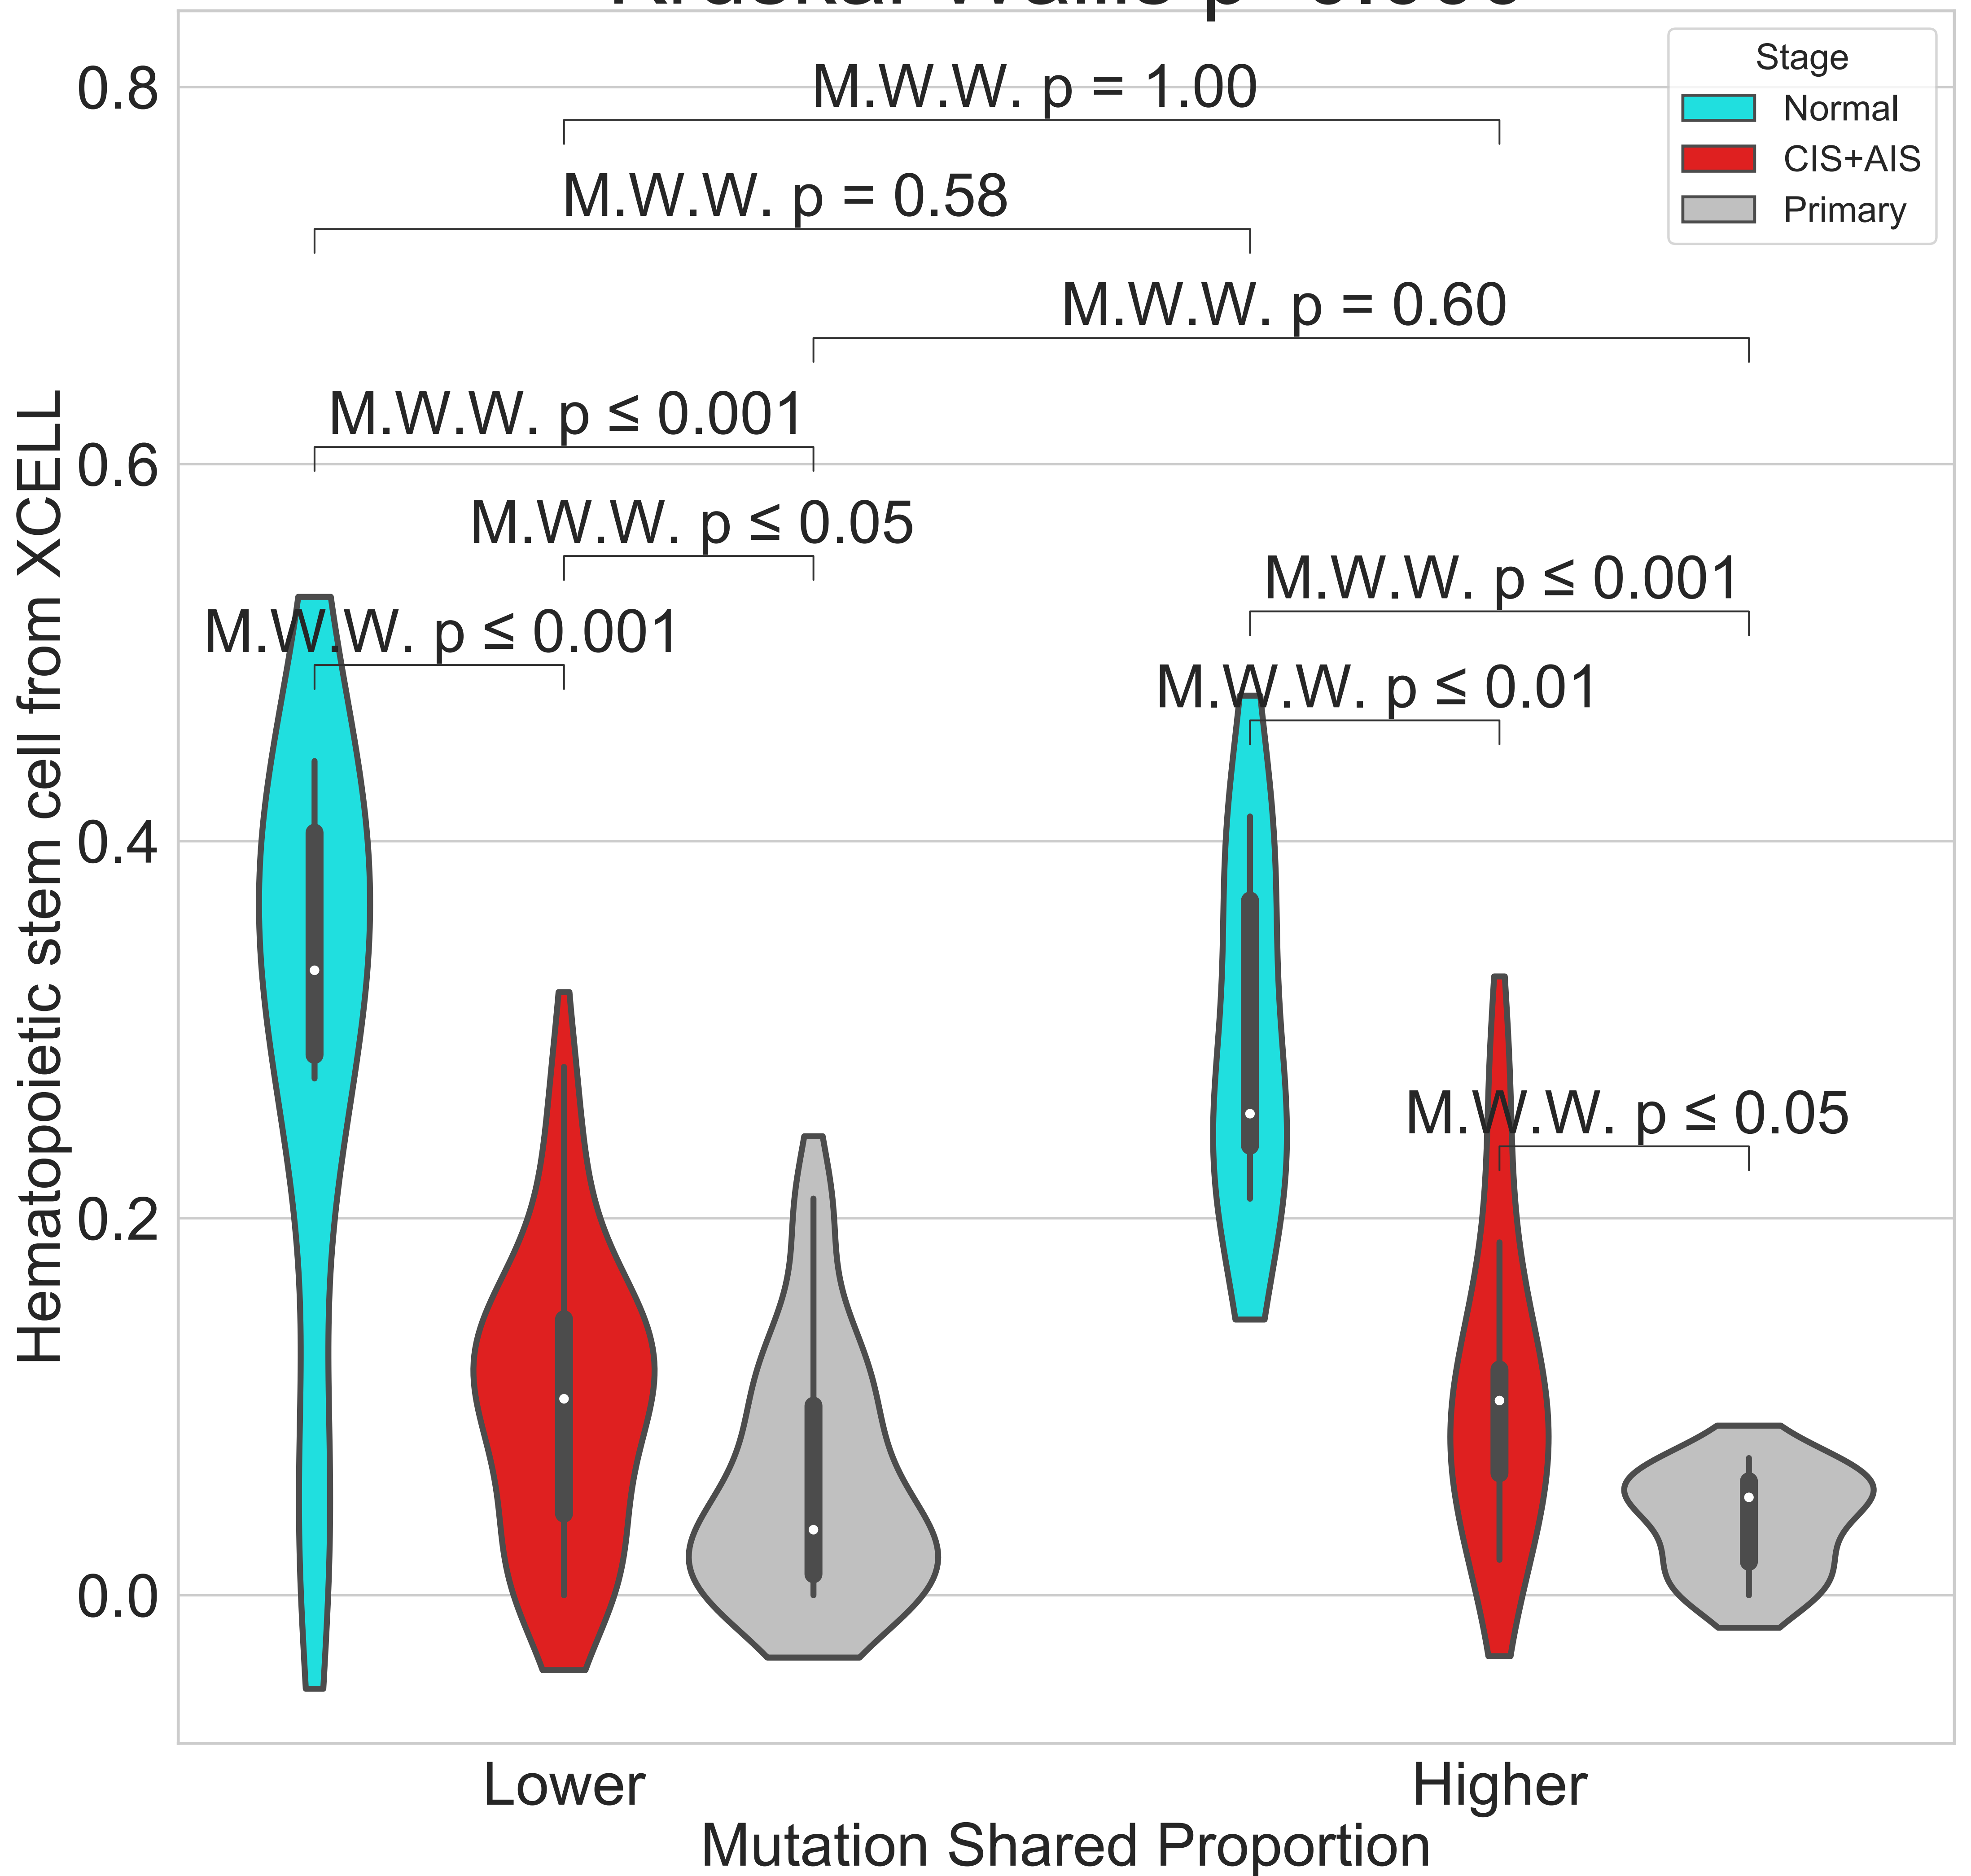 M.W.W. p = 1.00
M.W.W. p = 0.58
M.W.W. p = 0.60
M.W.W. p ≤ 0.001
M.W.W. p ≤ 0.05
M.W.W. p ≤ 0.001
M.W.W. p ≤ 0.001
M.W.W. p ≤ 0.01
M.W.W. p ≤ 0.05
Stage
Normal
CIS+AIS
Primary
Hematopoietic stem cell from XCELL
0.8
0.6
0.4
0.2
0.0
Lower
Higher
Mutation Shared Proportion